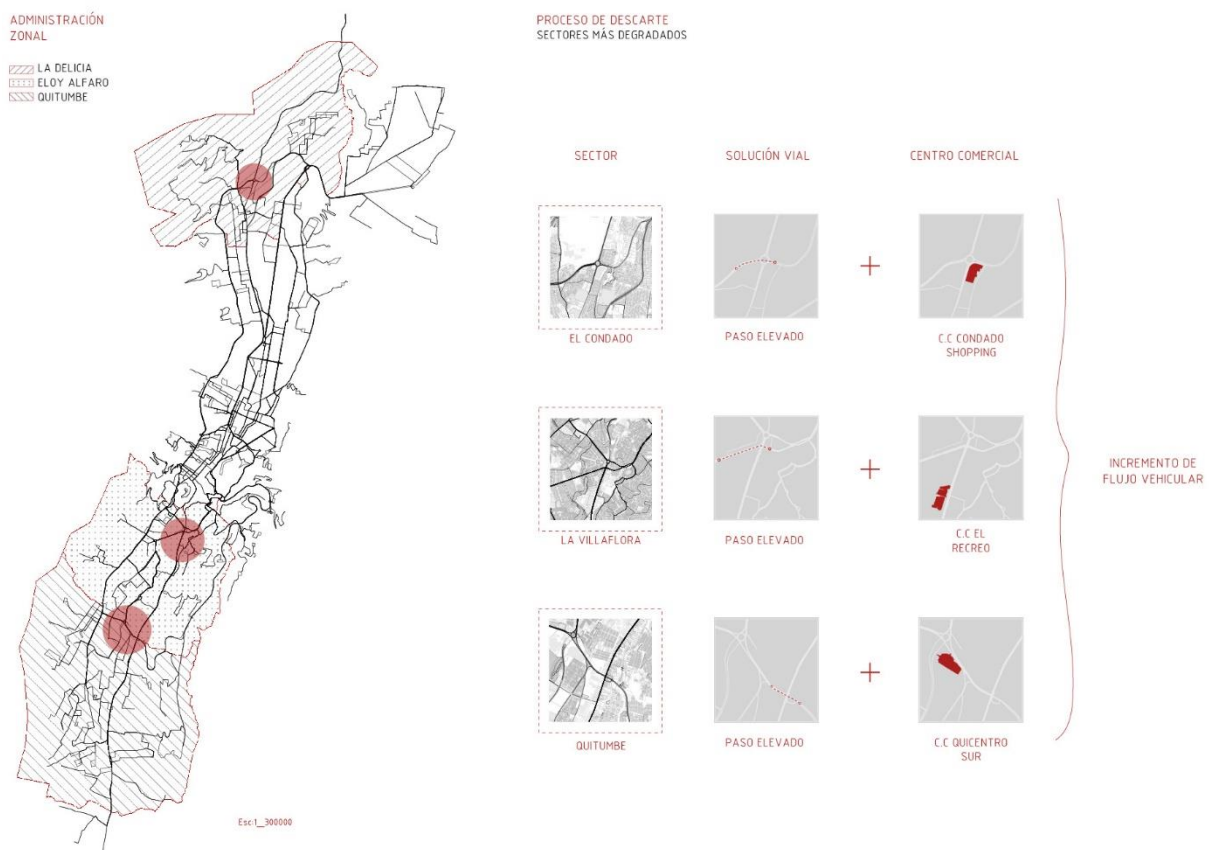 ADMINISTRACIÓN
ZONAL
LA DELICIA
ELOY ALFARO
QUITUMBE
Esc:1_300000
PROCESO DE DESCARTE
SECTORES MÁS DEGRADADOS
SECTOR
SOLUCIÓN VIAL
CENTRO COMERCIAL
EL CONDADO
PASO ELEVADO
+
C.C CONDADO
SHOPPING
LA VILLAFLORA
PASO ELEVADO
+
C.C EL
RECREO
QUITUMBE
PASO ELEVADO
+
C.C QUICENTRO
SUR
INCREMENTO DE
FLUJO VEHICULAR